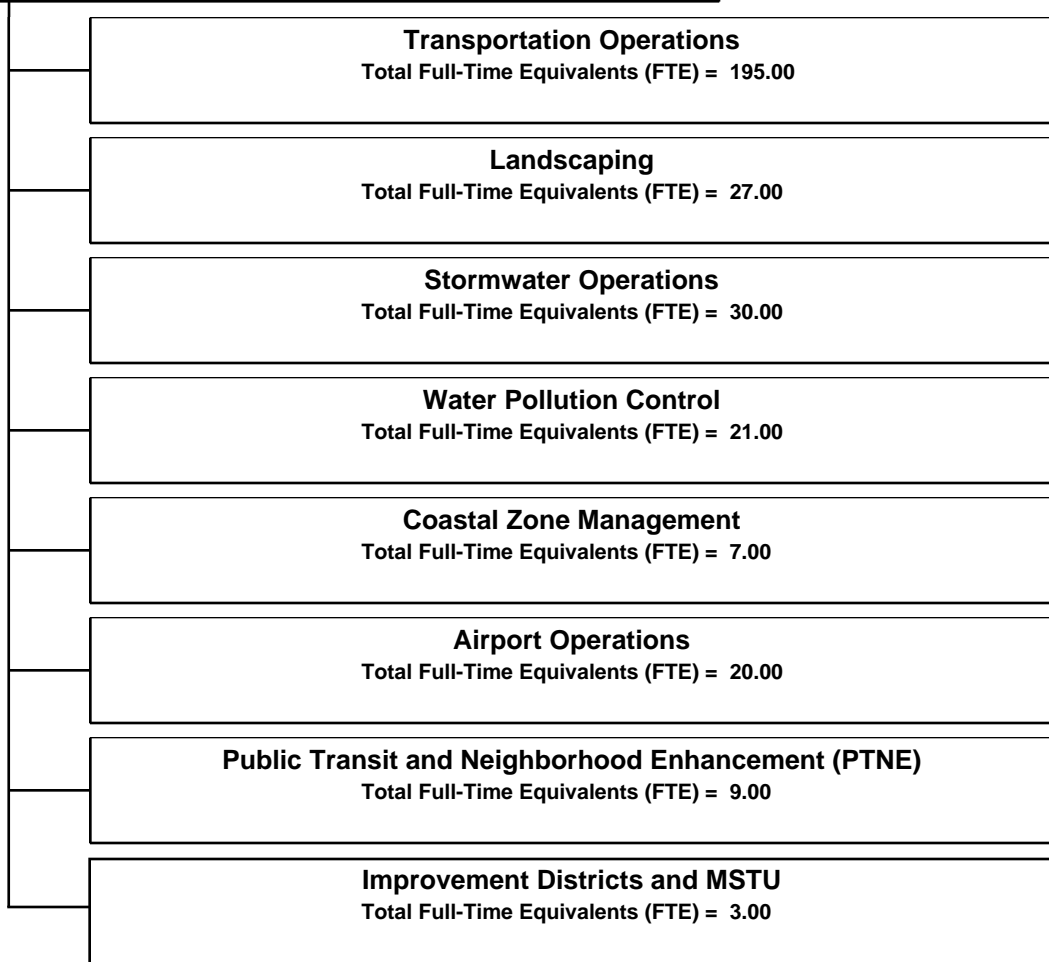 Transportation Operations
Total Full-Time Equivalents (FTE) = 195.00
Landscaping
Total Full-Time Equivalents (FTE) = 27.00
Stormwater Operations
Total Full-Time Equivalents (FTE) = 30.00
Water Pollution Control
Total Full-Time Equivalents (FTE) = 21.00
Coastal Zone Management
Total Full-Time Equivalents (FTE) = 7.00
Airport Operations
Total Full-Time Equivalents (FTE) = 20.00
Public Transit and Neighborhood Enhancement (PTNE)
Total Full-Time Equivalents (FTE) = 9.00
Improvement Districts and MSTU
Total Full-Time Equivalents (FTE) = 3.00